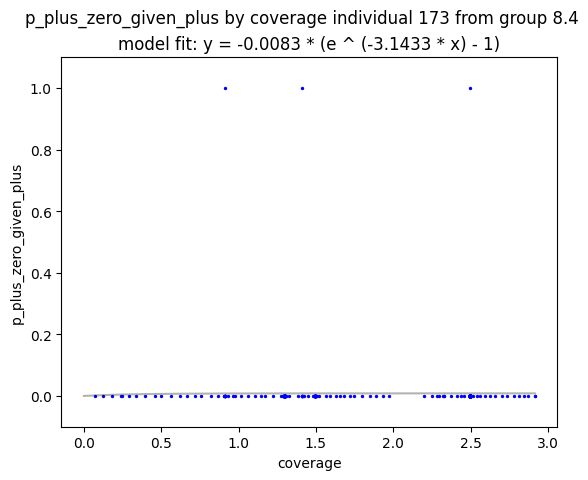 p_plus_zero_given_plus by coverage individual 173 from group 8.4
model fit: y = -0.0083 * (e ^ (-3.1433 * x) - 1)
1.0
0.8
0.6
0.4
0.2
0.0
p_plus_zero_given_plus
0.0 0.5 1.0 1.5 2.0 2.5 3.0
coverage